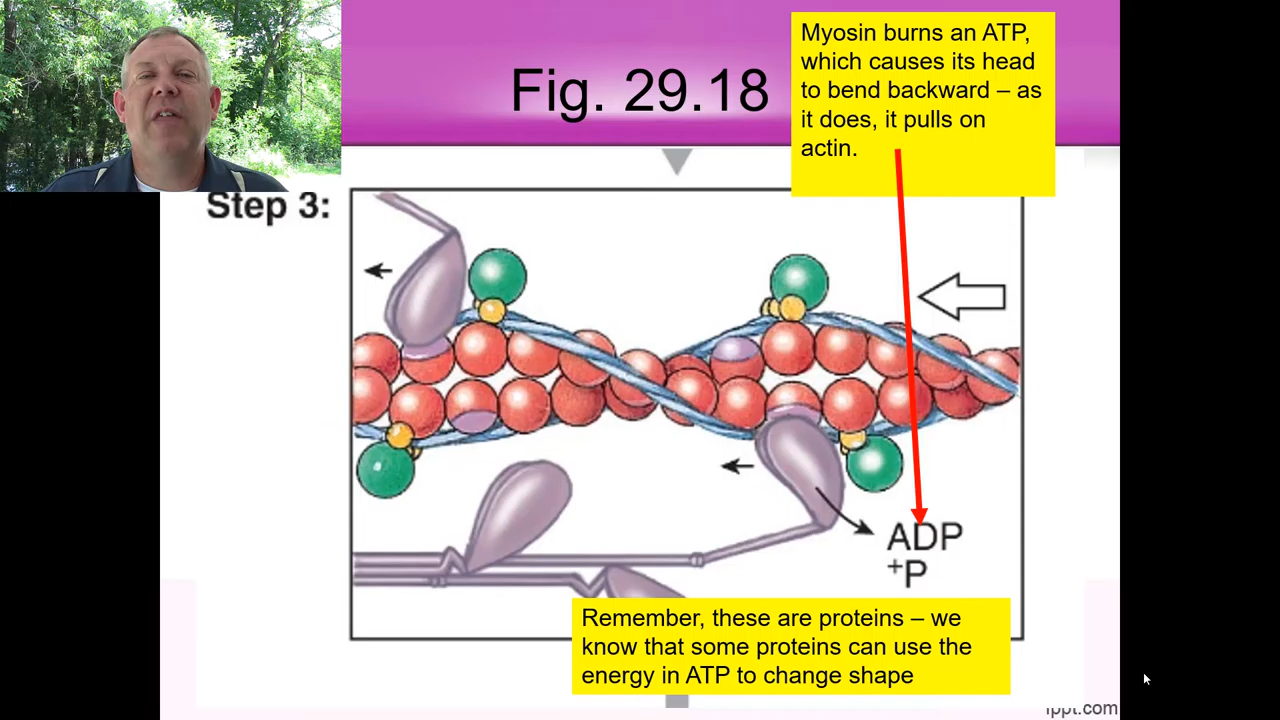 Fig. 29.18
Myosin burns an ATP,
which causes its head
to bend backward – as
it does, it pulls on
actin.
Step 3:
ADP
+P
Remember, these are proteins – we
know that some proteins can use the
energy in ATP to change shape
fppt.com